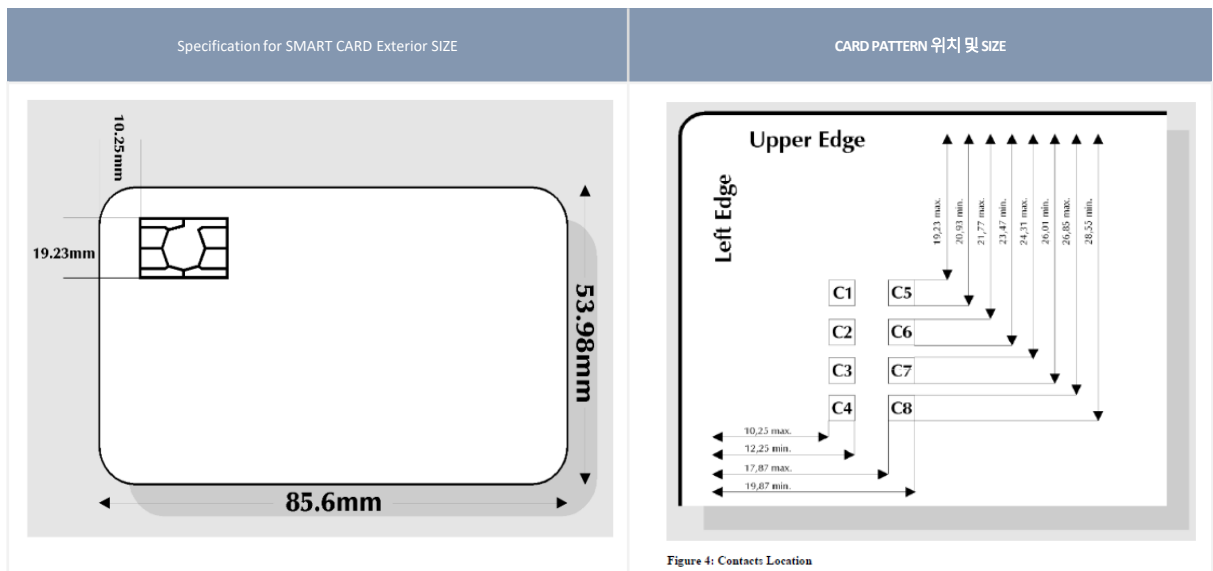 Specification for SMART CARD Exterior SIZE
CARD PATTERN 위치 및 SIZE
10.25mm
19.23mm
53.98mm
85.6mm
Upper Edge
Left Edge
19,23 max.
20,93 min.
21,77 max.
23,47 min.
24,31 max.
26,01 min.
26,85 max.
28,55 min.
C1 C5
C2 C6
C3 C7
C4 C8
10,25 max.
12,25 min.
17,87 max.
19,87 min.
Figure 4: Contacts Location